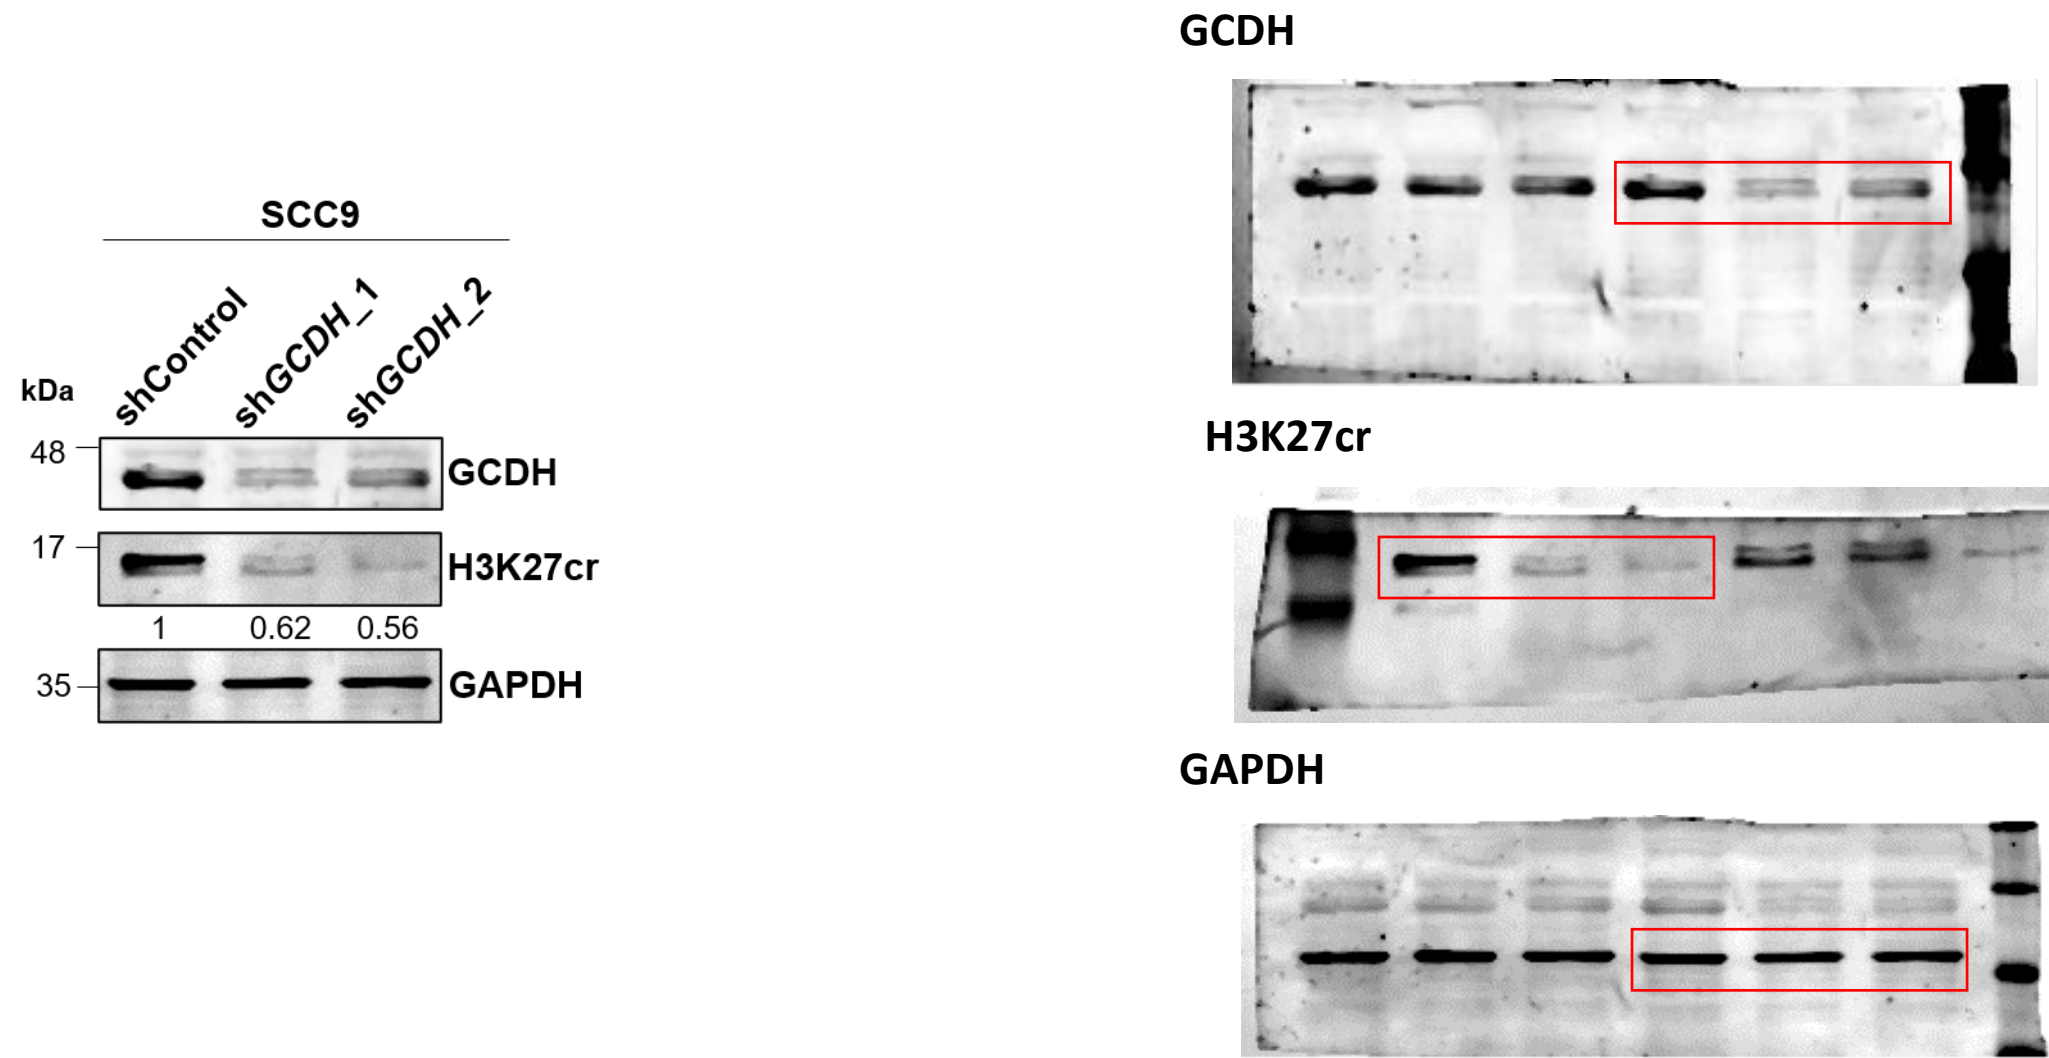 SCC9
kDa
shControl
shGCDH_1
shGCDH_2
48
GCDH
17
H3K27cr
1 0.62 0.56
35
GAPDH
GCDH
H3K27cr
GAPDH